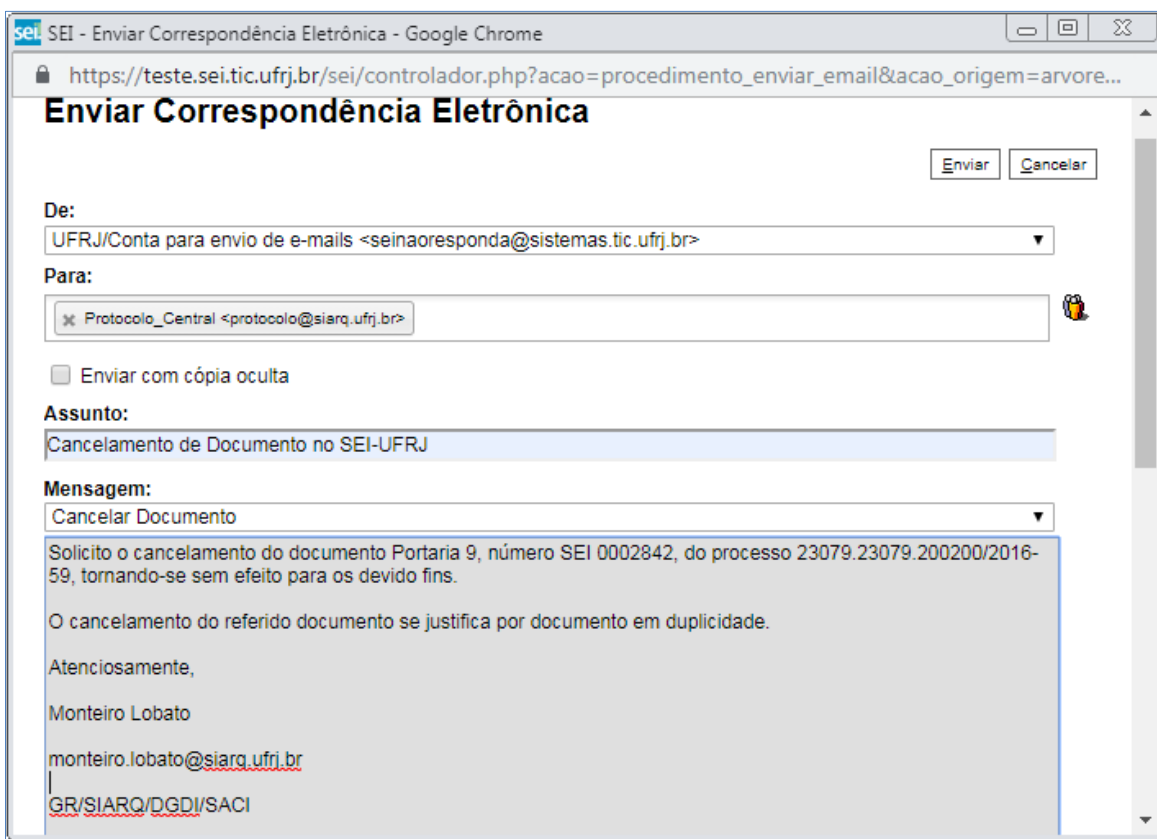 sei! SEI - Enviar Correspondência Eletrônica - Google Chrome
https://teste.sei.tic.ufrj.br/sei/controlador.php?acao=procedimento_enviar_email&acao_origem=arvore...
Enviar Correspondência Eletrônica
Enviar Cancelar
De:
UFRJ/Conta para envio de e-mails <seinaoresponda@sistemas.tic.ufrj.br>
Para:
Protocolo_Central <protocolo@siarq.ufrj.br>
Enviar com cópia oculta
Assunto:
Cancelamento de Documento no SEI-UFRJ
Mensagem:
Cancelar Documento
Solicito o cancelamento do documento Portaria 9, número SEI 0002842, do processo 23079.23079.200200/2016-
59, tornando-se sem efeito para os devido fins.
O cancelamento do referido documento se justifica por documento em duplicidade.
Atenciosamente,
Monteiro Lobato
monteiro.lobato@siarq.ufrj.br
GR/SIARQ/DGDI/SACI